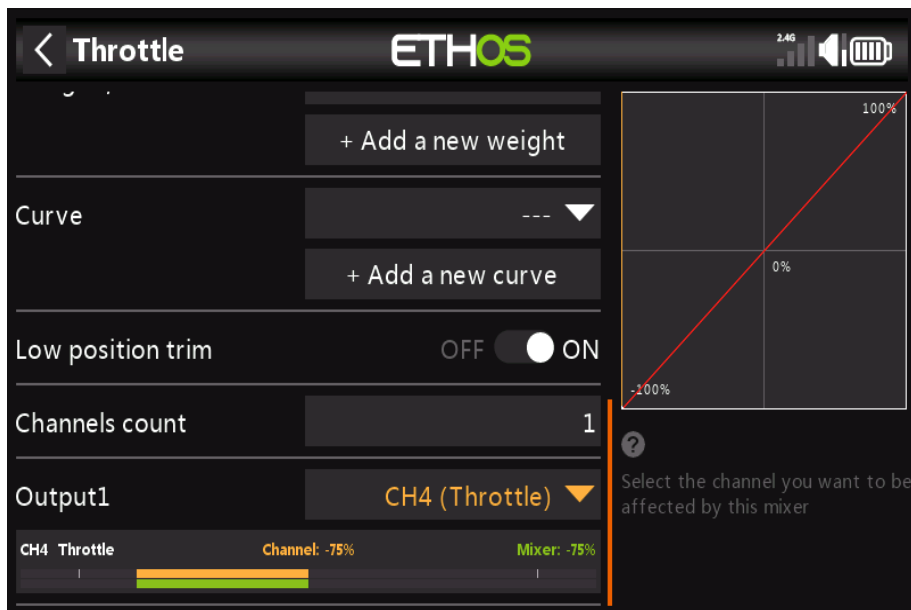 Throttle
ETHOS
2.4G
+ Add a new weight
100%
Curve
---
+ Add a new curve
0%
Low position trim
OFF
ON
-100%
Channels count
1
Output1
CH4 (Throttle)
?
Select the channel you want to be
affected by this mixer
CH4 Throttle
Channel: -75%
Mixer: -75%